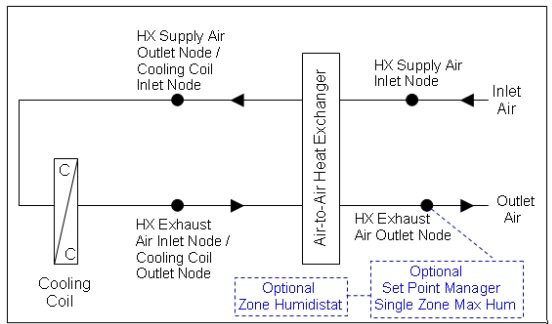 HX Supply Air
Outlet Node /
Cooling Coil
Inlet Node
HX Supply Air
Inlet Node
Inlet
Air
Air-to-Air Heat Exchanger
C
C
Cooling
Coil
HX Exhaust
Air Inlet Node /
Cooling Coil
Outlet Node
HX Exhaust
Air Outlet Node
Outlet
Air
Optional
Zone Humidistat
Optional
Set Point Manager
Single Zone Max Hum